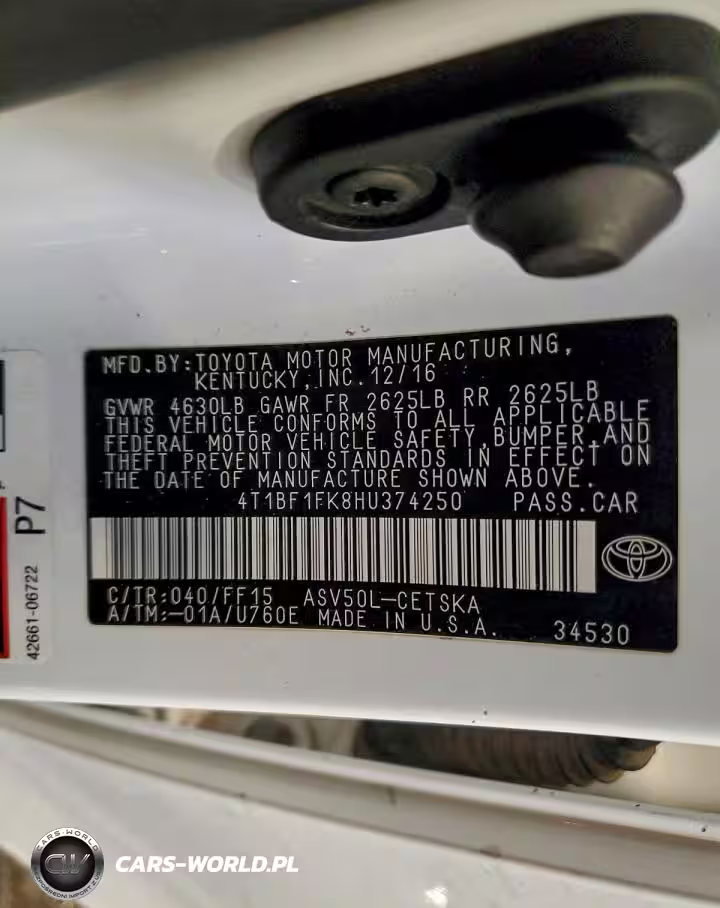 MFD.BY:TOYOTA MOTOR MANUFACTURING,
KENTUCKY,INC.12/16
GVWR 4630LB GAWR FR 2625LB RR 2625LB
THIS VEHICLE CONFORMS TO ALL APPLICABLE
FEDERAL MOTOR VEHICLE SAFETY,BUMPER,AND
THEFT PREVENTION STANDARDS IN EFFECT ON
THE DATE OF MANUFACTURE SHOWN ABOVE.
4T1BF1FK8HU374250 PASS.CAR
C/TR:040/FF15 ASV50L-CETSKA
A/TM:-01A/U760E MADE IN U.S.A. 34530
P7
42661-06722
CARS-WORLD
CW
CARS-WORLD.PL